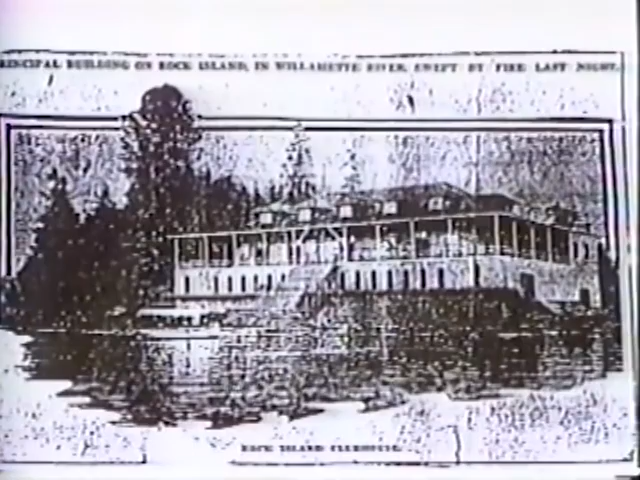 PRINCIPAL BUILDING ON ROCK ISLAND, IN WILLAMETTE RIVER, SWEPT BY FIRE LAST NIGHT.
ROCK ISLAND CLUBHOUSE.